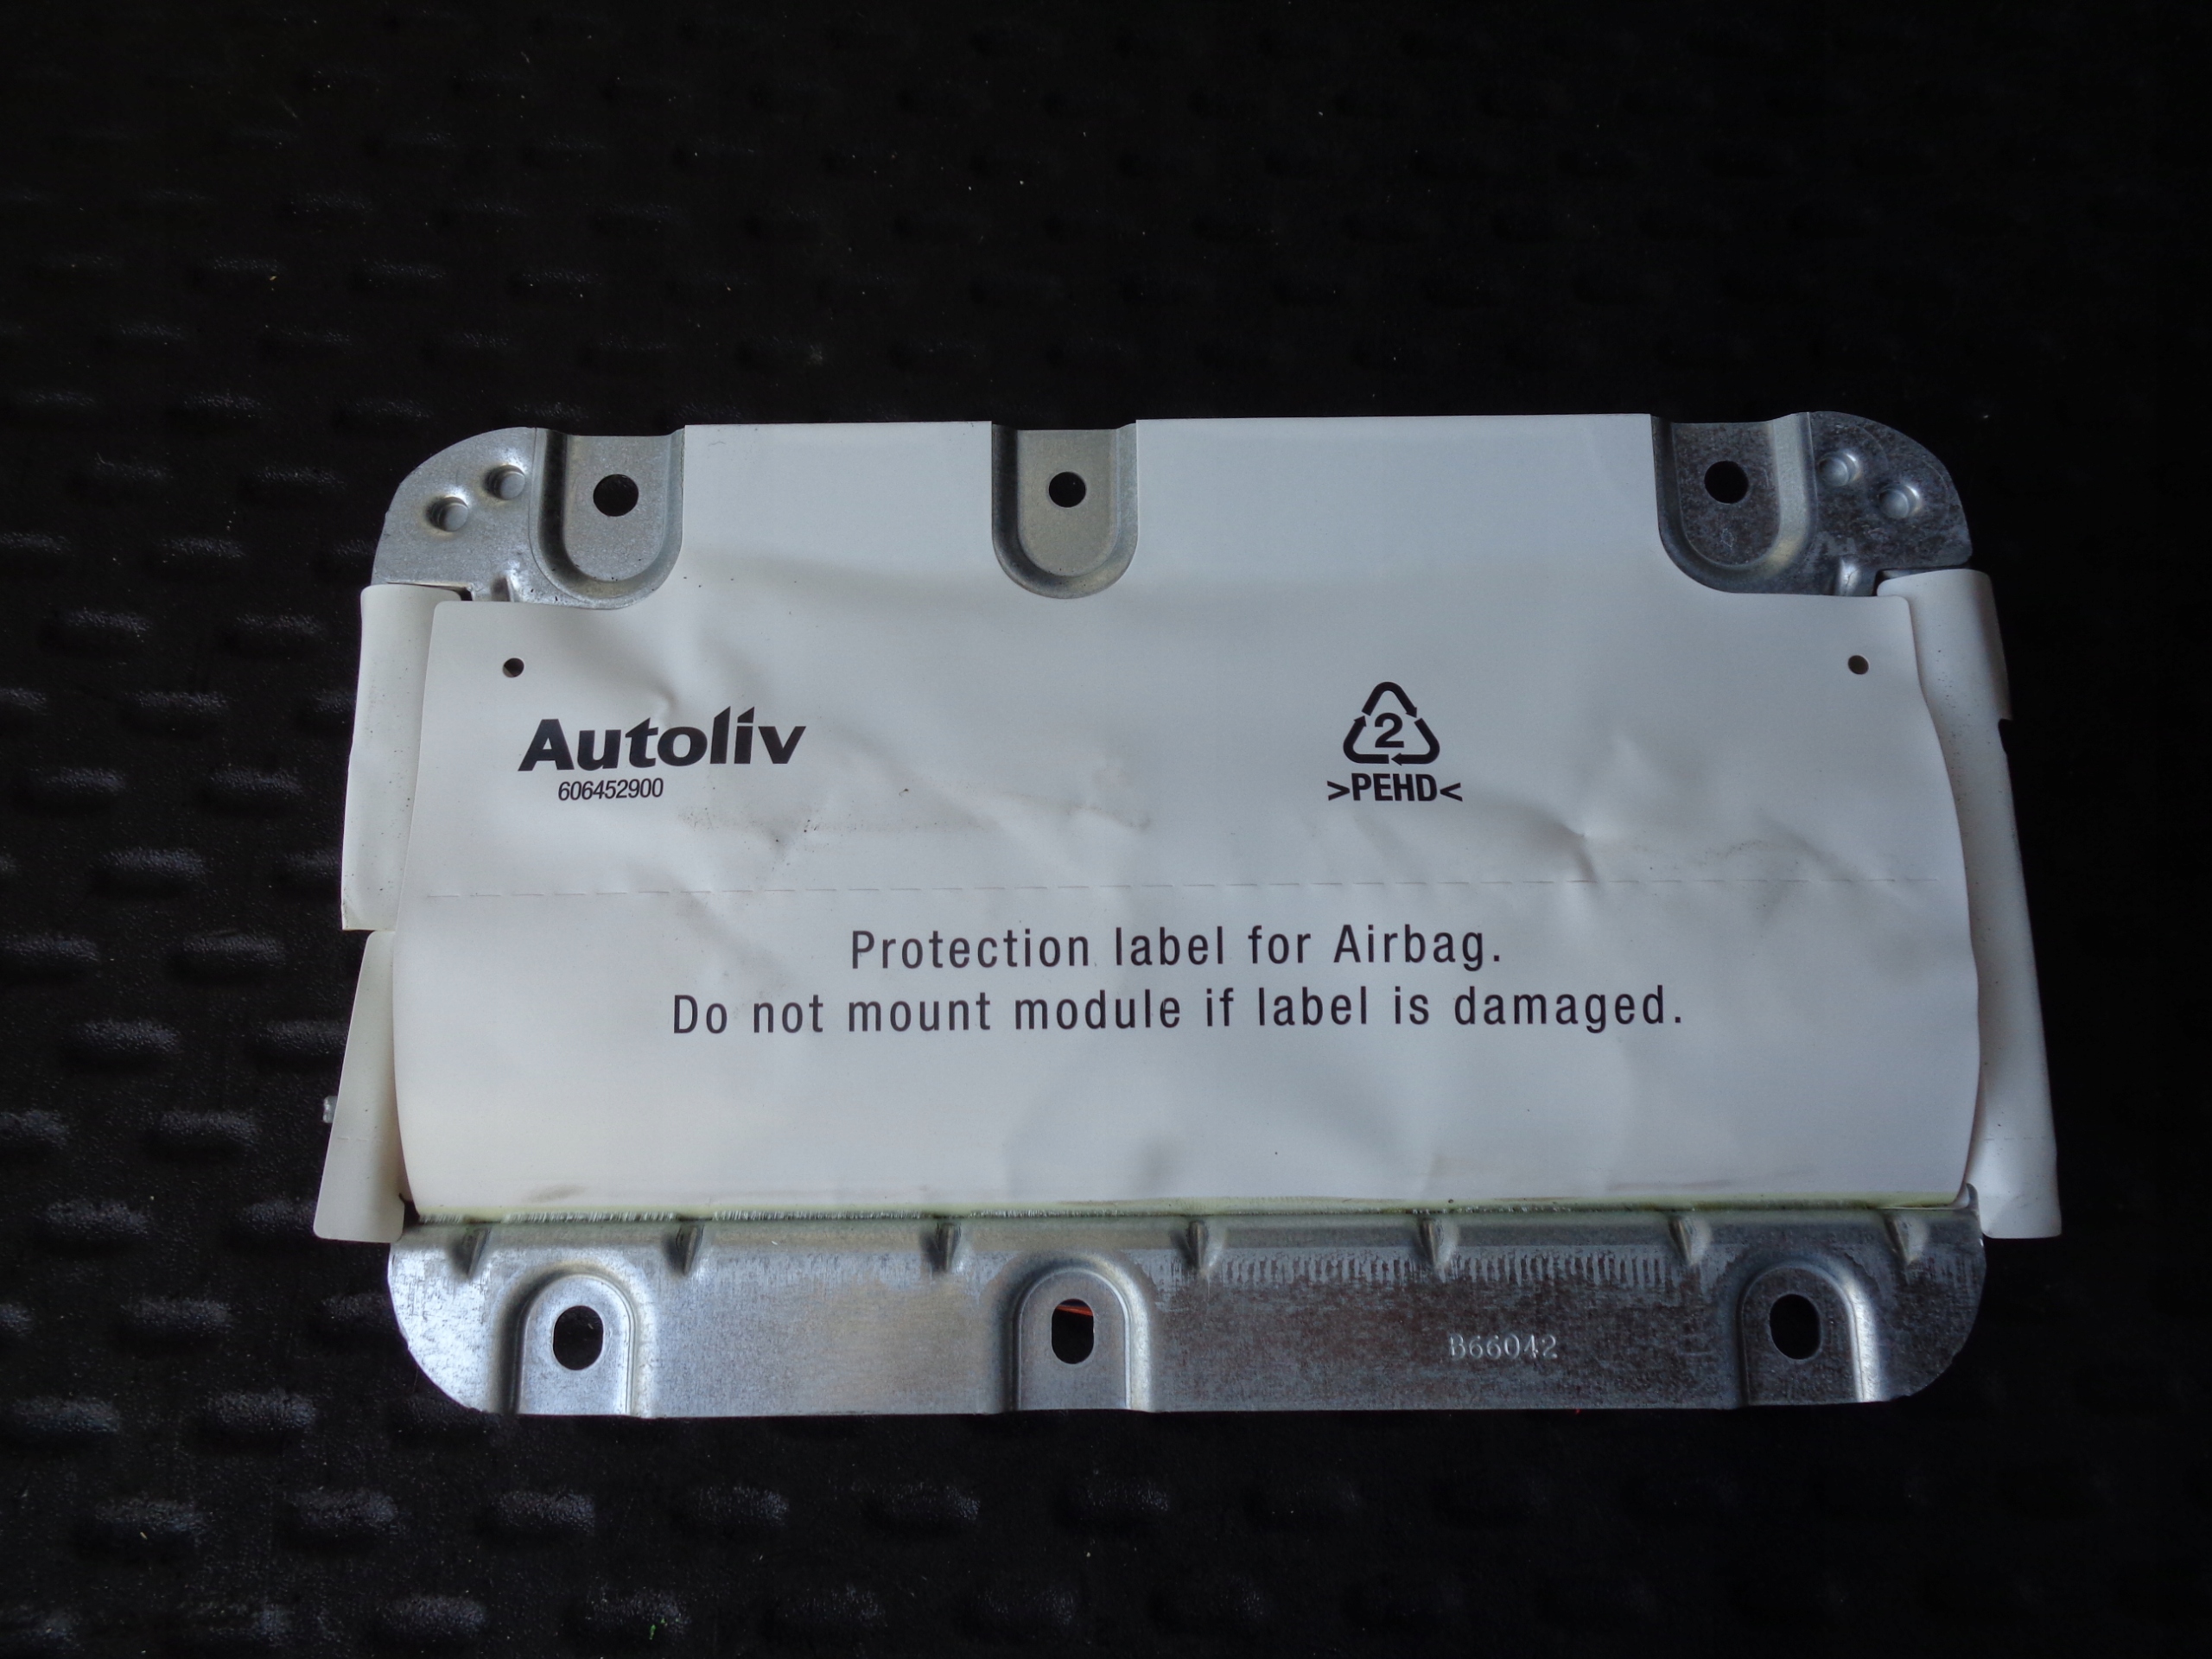 Autoliv
606452900
2
>PEHD<
Protection label for Airbag.
Do not mount module if label is damaged.
B66042